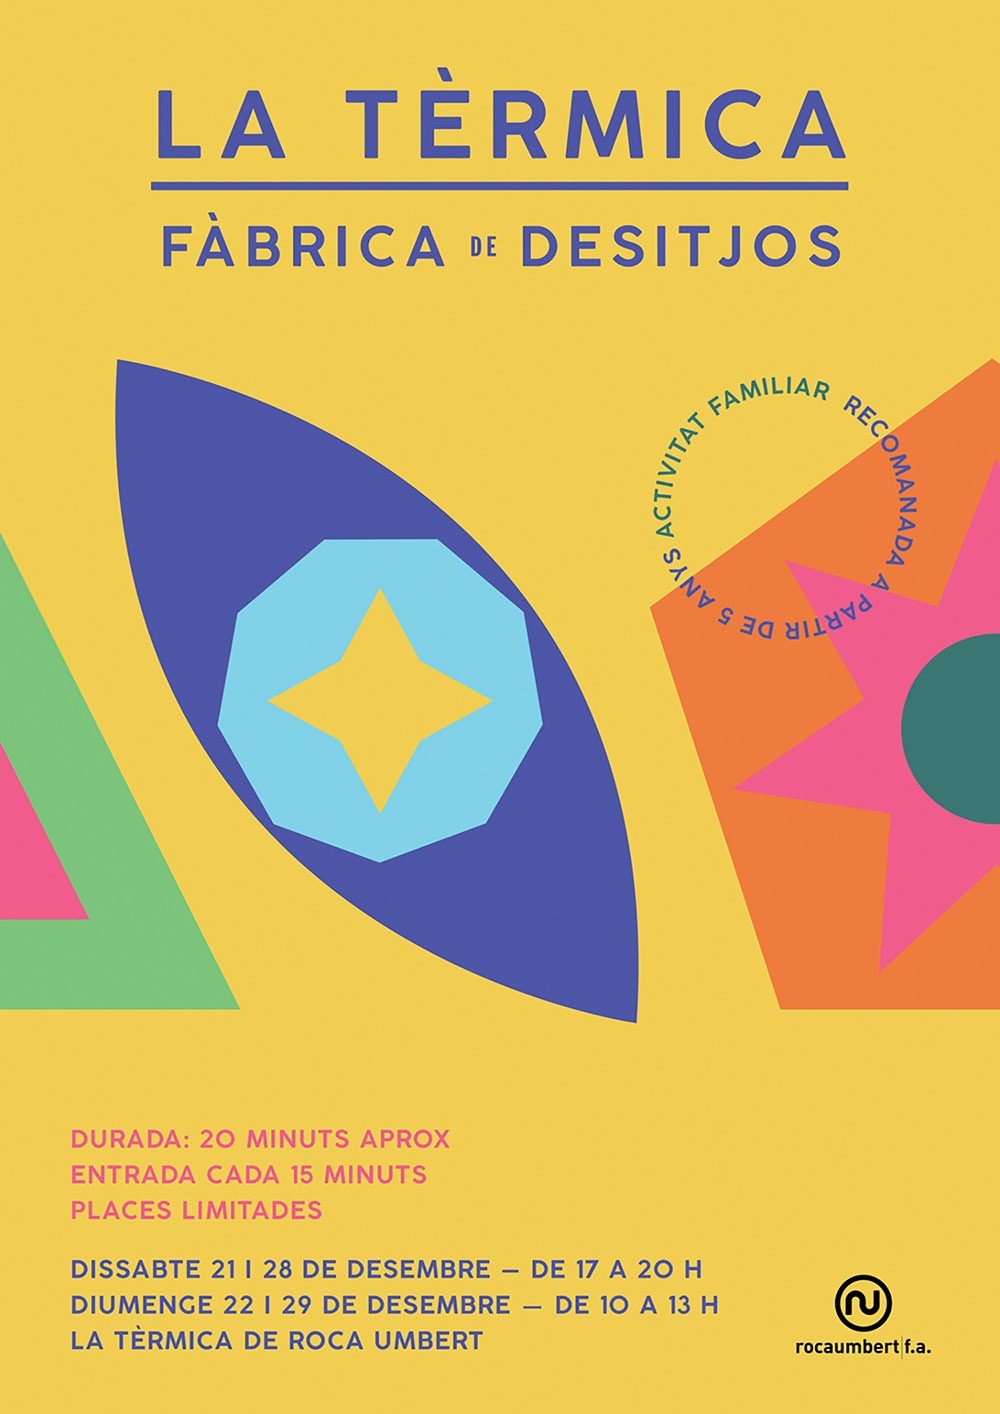 LA TÈRMICA
FÀBRICA DE DESITJOS
ACTIVITAT FAMILIAR RECOMANADA A PARTIR DE 5 ANYS
DURADA: 20 MINUTS APROX
ENTRADA CADA 15 MINUTS
PLACES LIMITADES
DISSABTE 21 I 28 DE DESEMBRE — DE 17 A 20 H
DIUMENGE 22 I 29 DE DESEMBRE — DE 10 A 13 H
LA TÈRMICA DE ROCA UMBERT
rocaumbert|f.a.